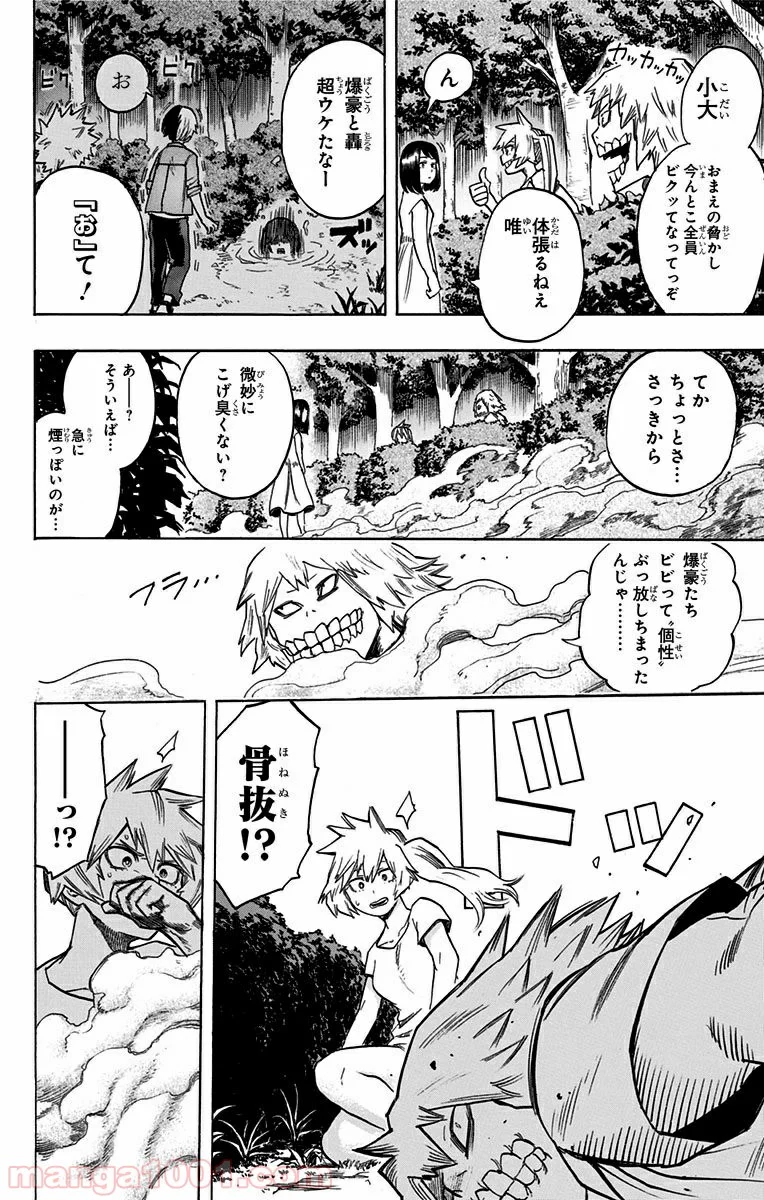 小大
おまえの脅かし
今んとこ全員
ビクッてなってっぞ
カッカッカッ
ん
体張るねえ
唯
爆豪と轟
超ウケたなー
ビク
ビク
お
ズズ
『お』て!
てか
ちょっとさ…
さっきから
微妙に
こげ臭くない?
あー―?
そういえば…
急に
煙っぽいのが…
爆豪たち
ビビって〝個性〟
ぶっ放しちまった
んじゃ………
フラ…
ドサ
骨抜!?
――っ!?
manga1001.com